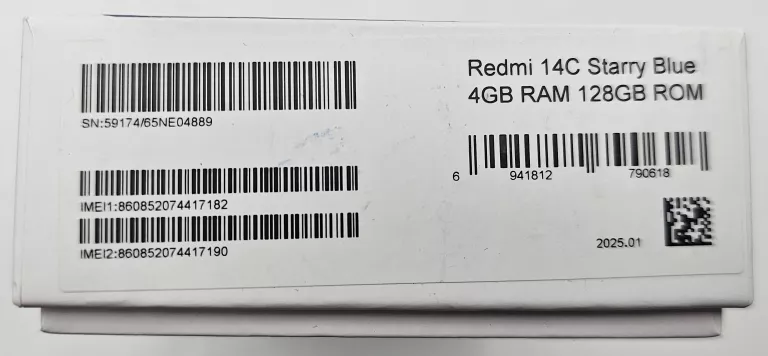 Redmi 14C Starry Blue
4GB RAM 128GB ROM
SN:59174/65NE04889
6 941812 790618
IMEI1:860852074417182
IMEI2:860852074417190
2025.01